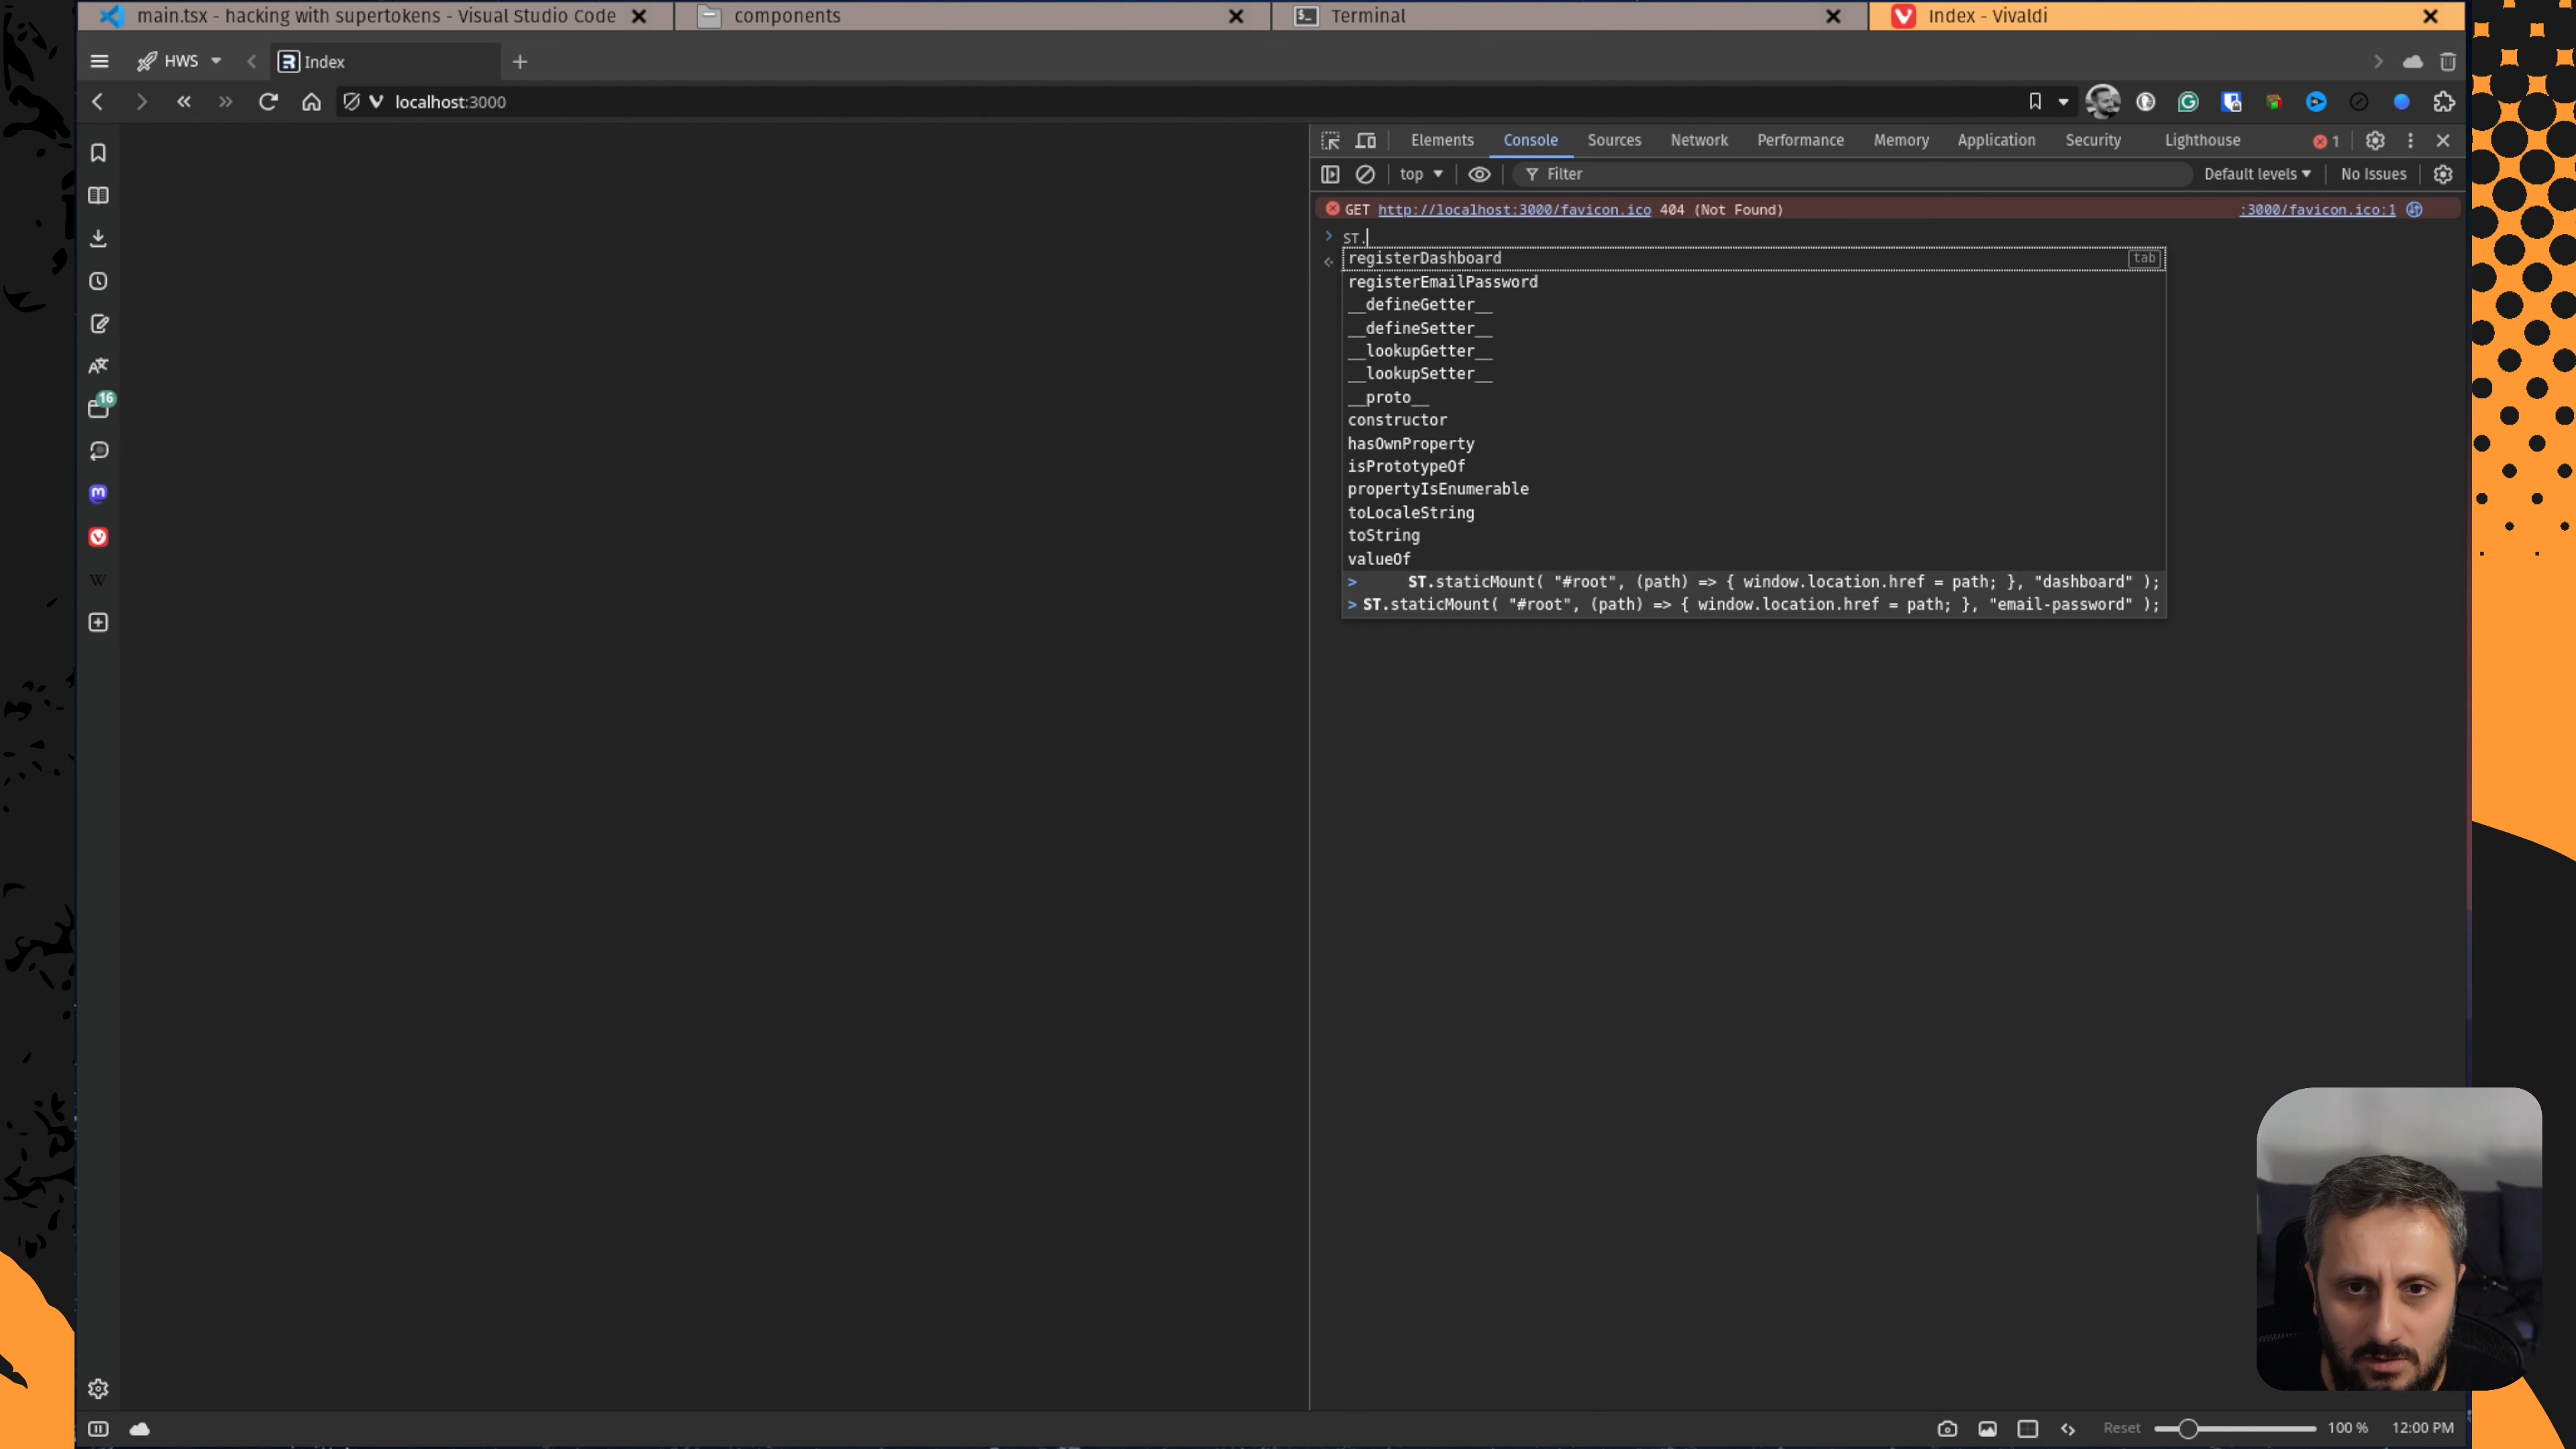 main.tsx - hacking with supertokens - Visual Studio Code
components
Terminal
Index - Vivaldi
HWS
Index
localhost:3000
Elements
Console
Sources
Network
Performance
Memory
Application
Security
Lighthouse
1
top
Filter
Default levels
No Issues
GET http://localhost:3000/favicon.ico 404 (Not Found)
:3000/favicon.ico:1
> ST.
registerDashboard
tab
registerEmailPassword
__defineGetter__
__defineSetter__
__lookupGetter__
__lookupSetter__
__proto__
constructor
hasOwnProperty
isPrototypeOf
propertyIsEnumerable
toLocaleString
toString
valueOf
> ST.staticMount( "#root", (path) => { window.location.href = path; }, "dashboard" );
> ST.staticMount( "#root", (path) => { window.location.href = path; }, "email-password" );
16
W
Reset
100 %
12:00 PM